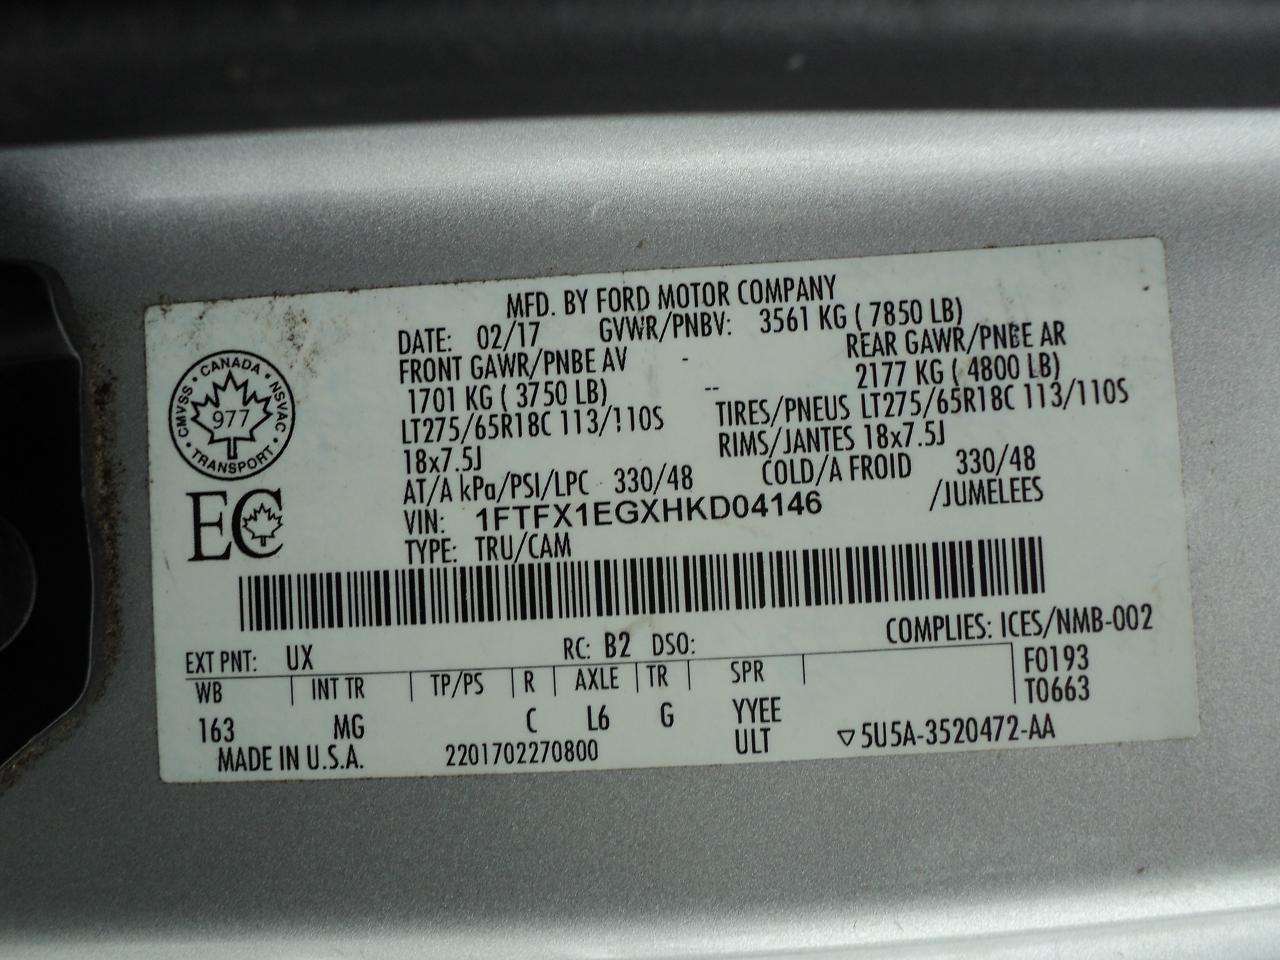 MFD. BY FORD MOTOR COMPANY
DATE: 02/17 GVWR/PNBV: 3561 KG ( 7850 LB)
FRONT GAWR/PNBE AV - REAR GAWR/PNBE AR
1701 KG ( 3750 LB) -- 2177 KG ( 4800 LB)
LT275/65R18C 113/110S TIRES/PNEUS LT275/65R18C 113/110S
18x7.5J RIMS/JANTES 18x7.5J
AT/A kPa/PSI/LPC 330/48 COLD/A FROID 330/48
VIN: 1FTFX1EGXHKD04146 /JUMELEES
TYPE: TRU/CAM
CANADA
CMVSS NSVAC
977
TRANSPORT
EC
COMPLIES: ICES/NMB-002
EXT PNT: UX RC: B2 DSO:
WB INT TR TP/PS R AXLE TR SPR F0193
T0663
163 MG C L6 G YYEE
MADE IN U.S.A. 2201702270800 ULT ▽5U5A-3520472-AA